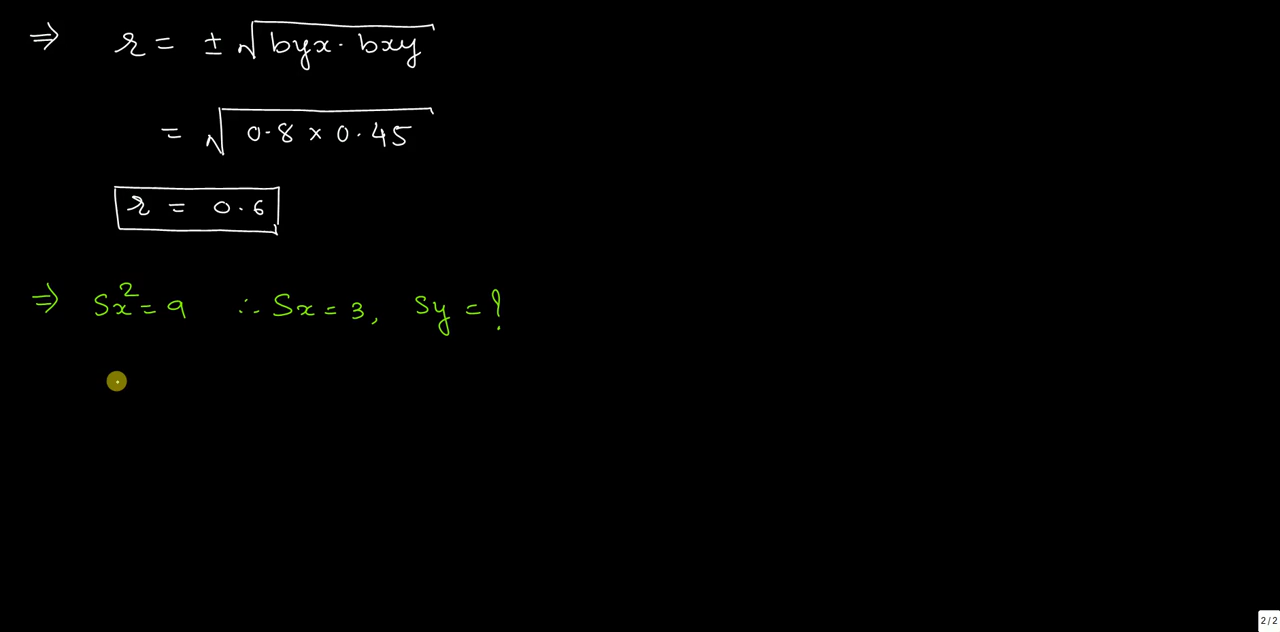 ⇒ r = ± √byx · bxy
= √0.8 × 0.45
r = 0.6
⇒ Sx² = 9 ∴ Sx = 3, Sy = ?
2/2